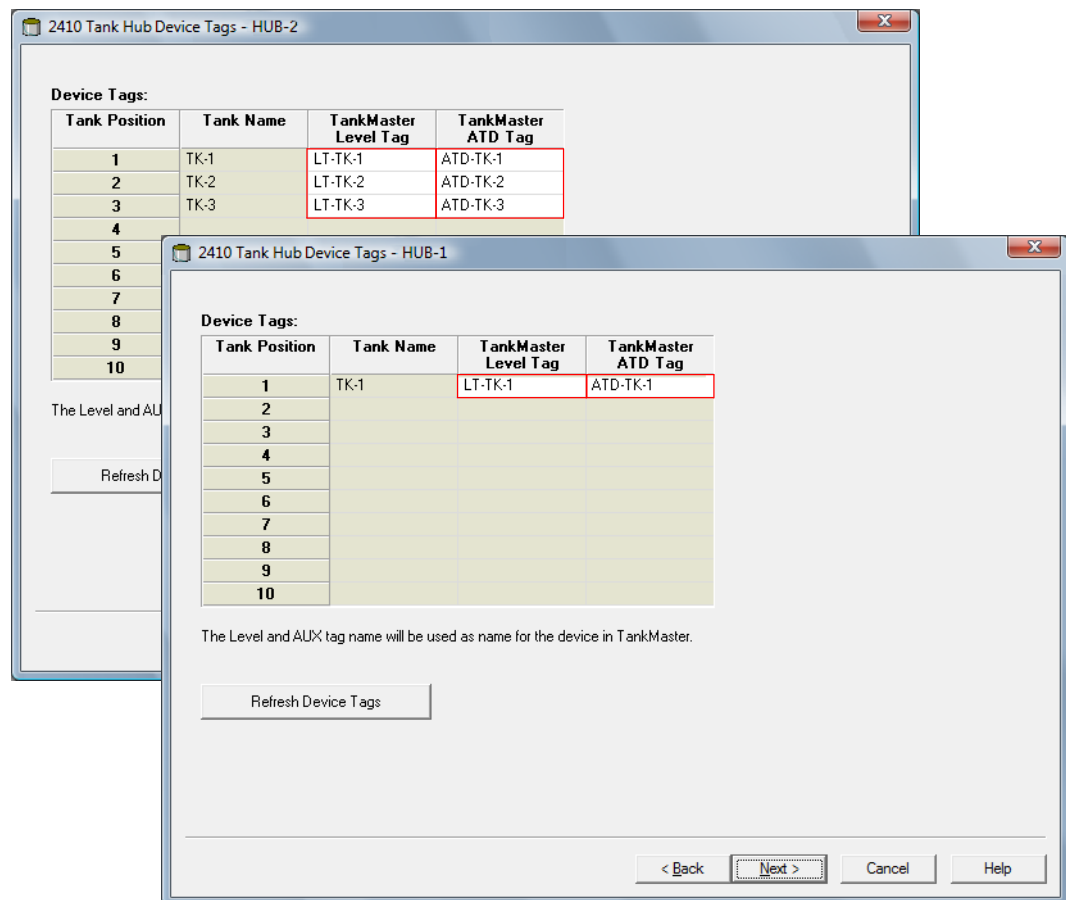 2410 Tank Hub Device Tags - HUB-2
Device Tags:
Tank Position Tank Name TankMaster Level Tag TankMaster ATD Tag
1 TK-1 LT-TK-1 ATD-TK-1
2 TK-2 LT-TK-2 ATD-TK-2
3 TK-3 LT-TK-3 ATD-TK-3
4
5
6
7
8
9
10
The Level and AU
Refresh D
2410 Tank Hub Device Tags - HUB-1
Device Tags:
Tank Position Tank Name TankMaster Level Tag TankMaster ATD Tag
1 TK-1 LT-TK-1 ATD-TK-1
2
3
4
5
6
7
8
9
10
The Level and AUX tag name will be used as name for the device in TankMaster.
Refresh Device Tags
< Back Next > Cancel Help